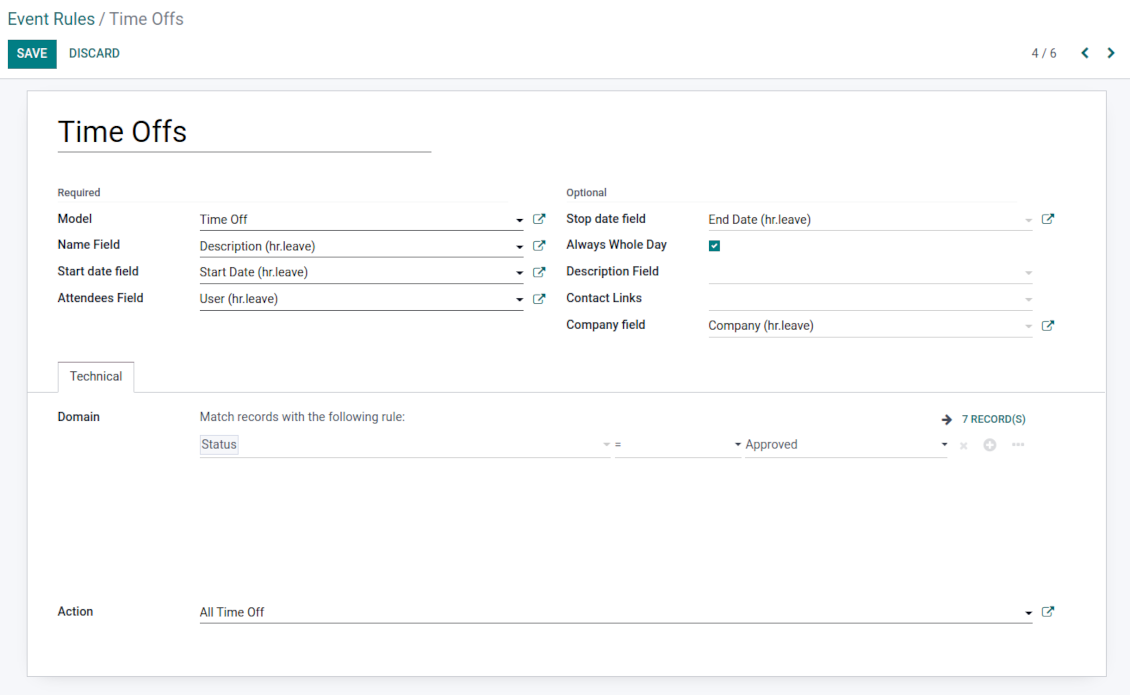 Event Rules / Time Offs
SAVE DISCARD 4 / 6
Time Offs
Required
Model Time Off
Name Field Description (hr.leave)
Start date field Start Date (hr.leave)
Attendees Field User (hr.leave)
Optional
Stop date field End Date (hr.leave)
Always Whole Day
Description Field
Contact Links
Company field Company (hr.leave)
Technical
Domain Match records with the following rule: 7 RECORD(S)
Status = Approved
Action All Time Off